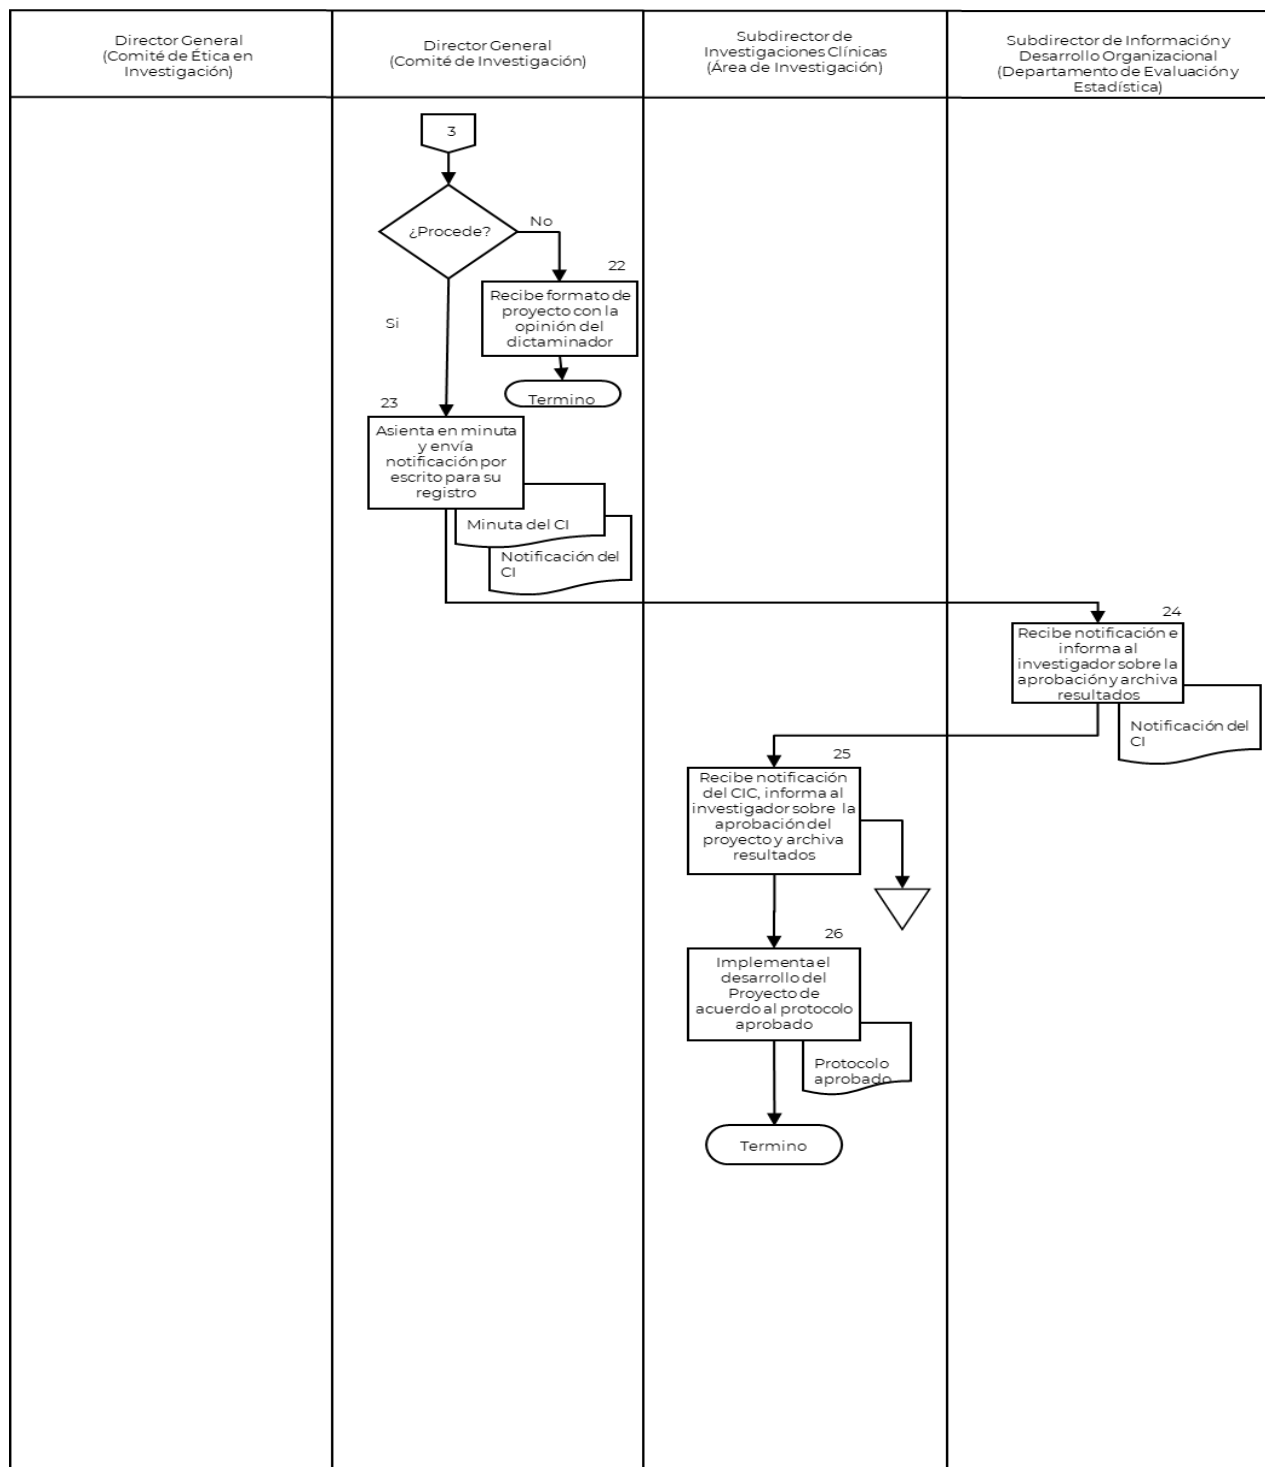 Director General
(Comité de Ética en
Investigación)
Director General
(Comité de Investigación)
Subdirector de
Investigaciones Clínicas
(Área de Investigación)
Subdirector de Información y
Desarrollo Organizacional
(Departamento de Evaluación y
Estadística)
3
¿Procede?
No
22
Recibe formato de
proyecto con la
opinión del
dictaminador
Si
Termino
23
Asienta en minuta
y envía
notificación por
escrito para su
registro
Minuta del CI
Notificación del
CI
24
Recibe notificación e
informa al
investigador sobre la
aprobación y archiva
resultados
Notificación del
CI
25
Recibe notificación
del CIC, informa al
investigador sobre la
aprobación del
proyecto y archiva
resultados
26
Implementa el
desarrollo del
Proyecto de
acuerdo al protocolo
aprobado
Protocolo
aprobado
Termino